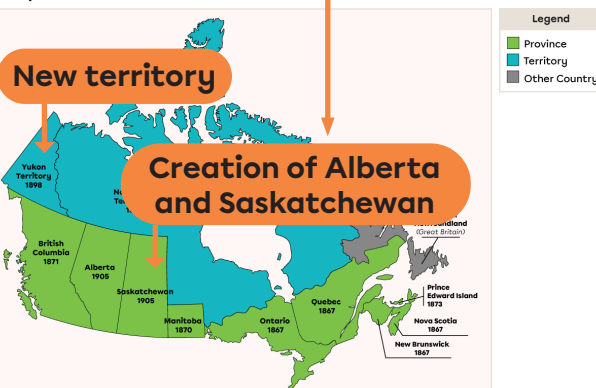 Legend
Province
Territory
Other Country
New territory
Creation of Alberta
and Saskatchewan
Yukon
Territory
1898
(Great Britain)
British
Columbia
1871
Alberta
1905
Saskatchewan
1905
Manitoba
1870
Ontario
1867
Quebec
1867
Prince
Edward Island
1873
Nova Scotia
1867
New Brunswick
1867